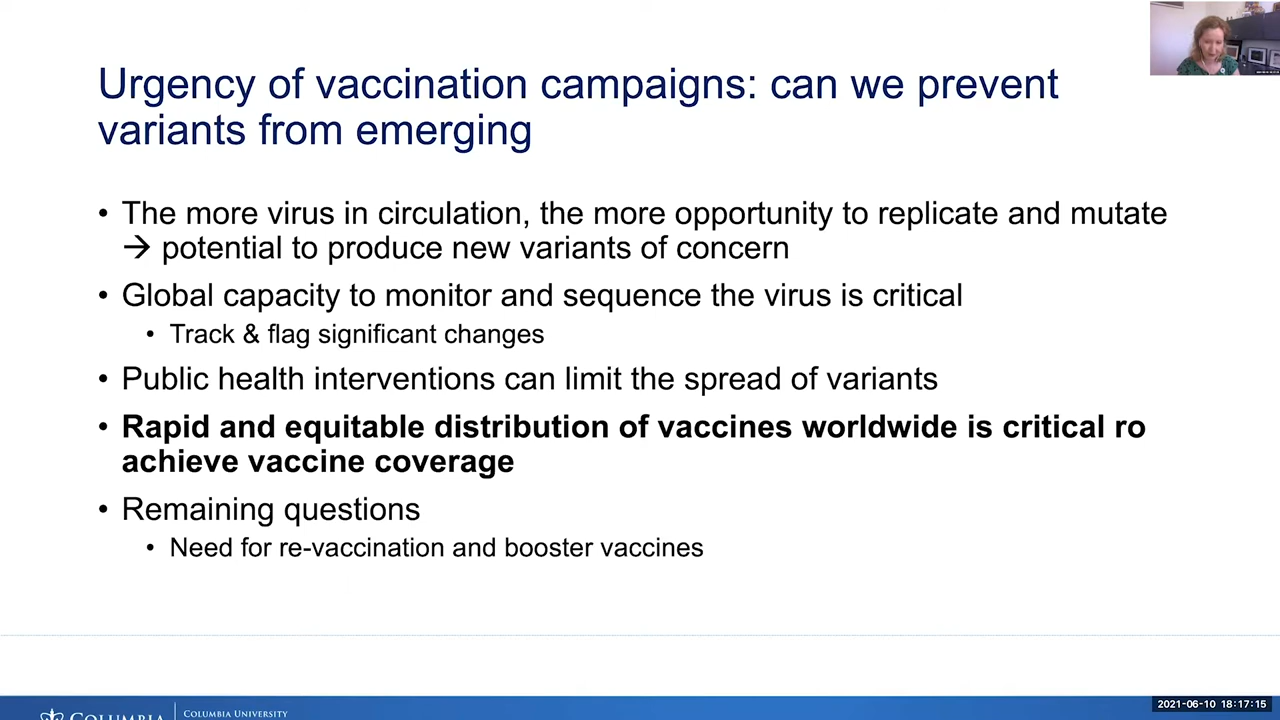 Urgency of vaccination campaigns: can we prevent
variants from emerging
• The more virus in circulation, the more opportunity to replicate and mutate
→ potential to produce new variants of concern
• Global capacity to monitor and sequence the virus is critical
• Track & flag significant changes
• Public health interventions can limit the spread of variants
• Rapid and equitable distribution of vaccines worldwide is critical ro
achieve vaccine coverage
• Remaining questions
• Need for re-vaccination and booster vaccines
COLUMBIA
COLUMBIA UNIVERSITY
2021-06-10 18:17:15